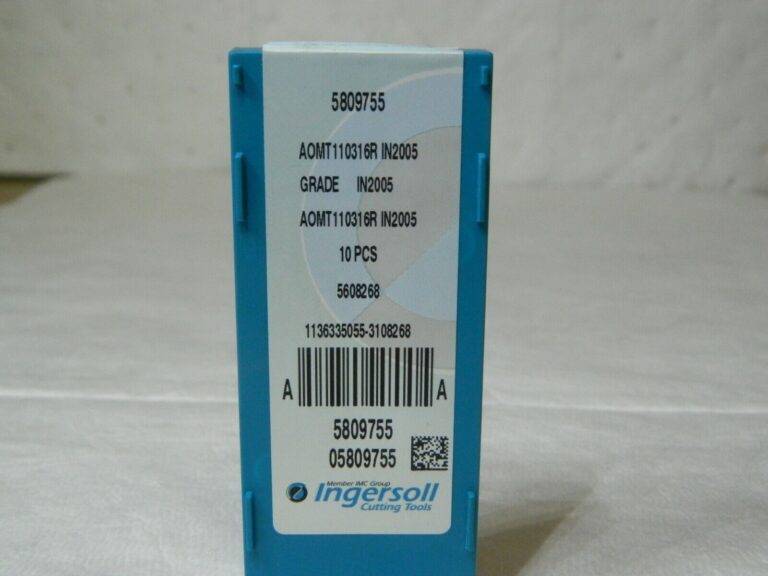 5809755
AOMT110316R IN2005
GRADE IN2005
AOMT110316R IN2005
10 PCS
5608268
1136335055-3108268
A A
5809755
05809755
Member IMC Group
Ingersoll
Cutting Tools